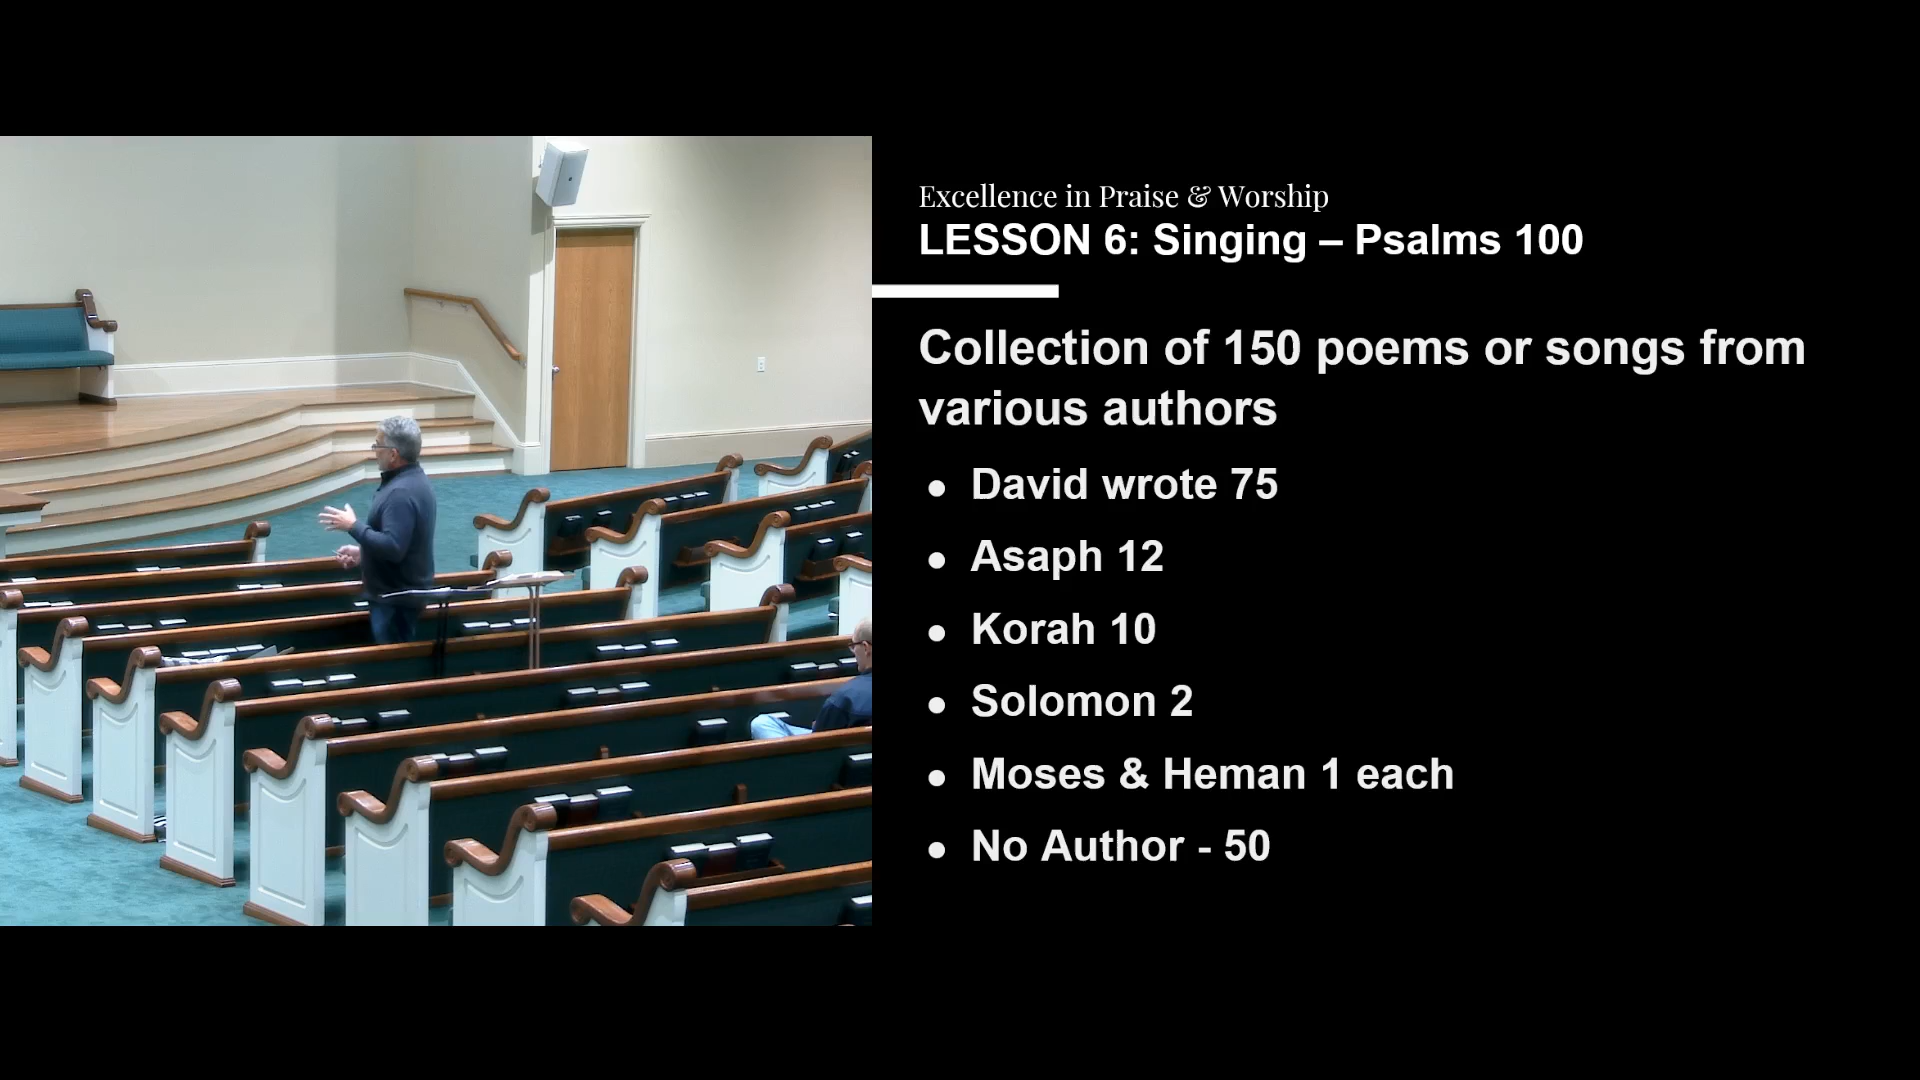 Excellence in Praise & Worship
LESSON 6: Singing – Psalms 100
Collection of 150 poems or songs from
various authors
● David wrote 75
● Asaph 12
● Korah 10
● Solomon 2
● Moses & Heman 1 each
● No Author - 50